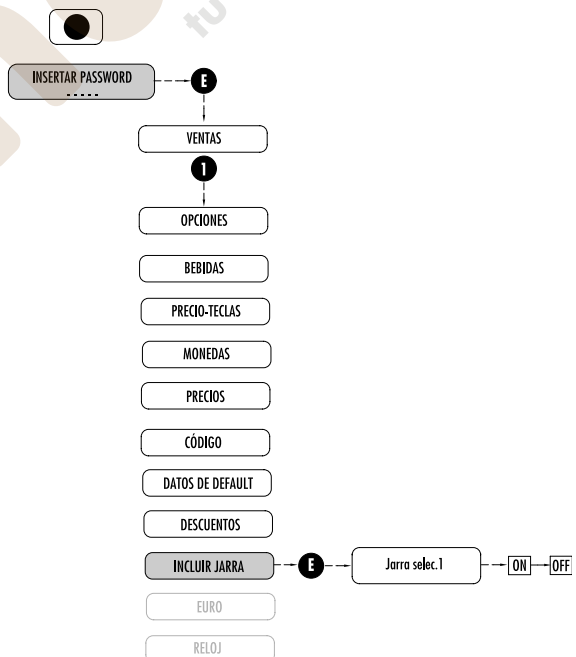 tu
INSERTAR PASSWORD
-----
E
VENTAS
1
OPCIONES
BEBIDAS
PRECIO-TECLAS
MONEDAS
PRECIOS
CÓDIGO
DATOS DE DEFAULT
DESCUENTOS
INCLUIR JARRA E Jarra selec.1 ON OFF
EURO
RELOJ